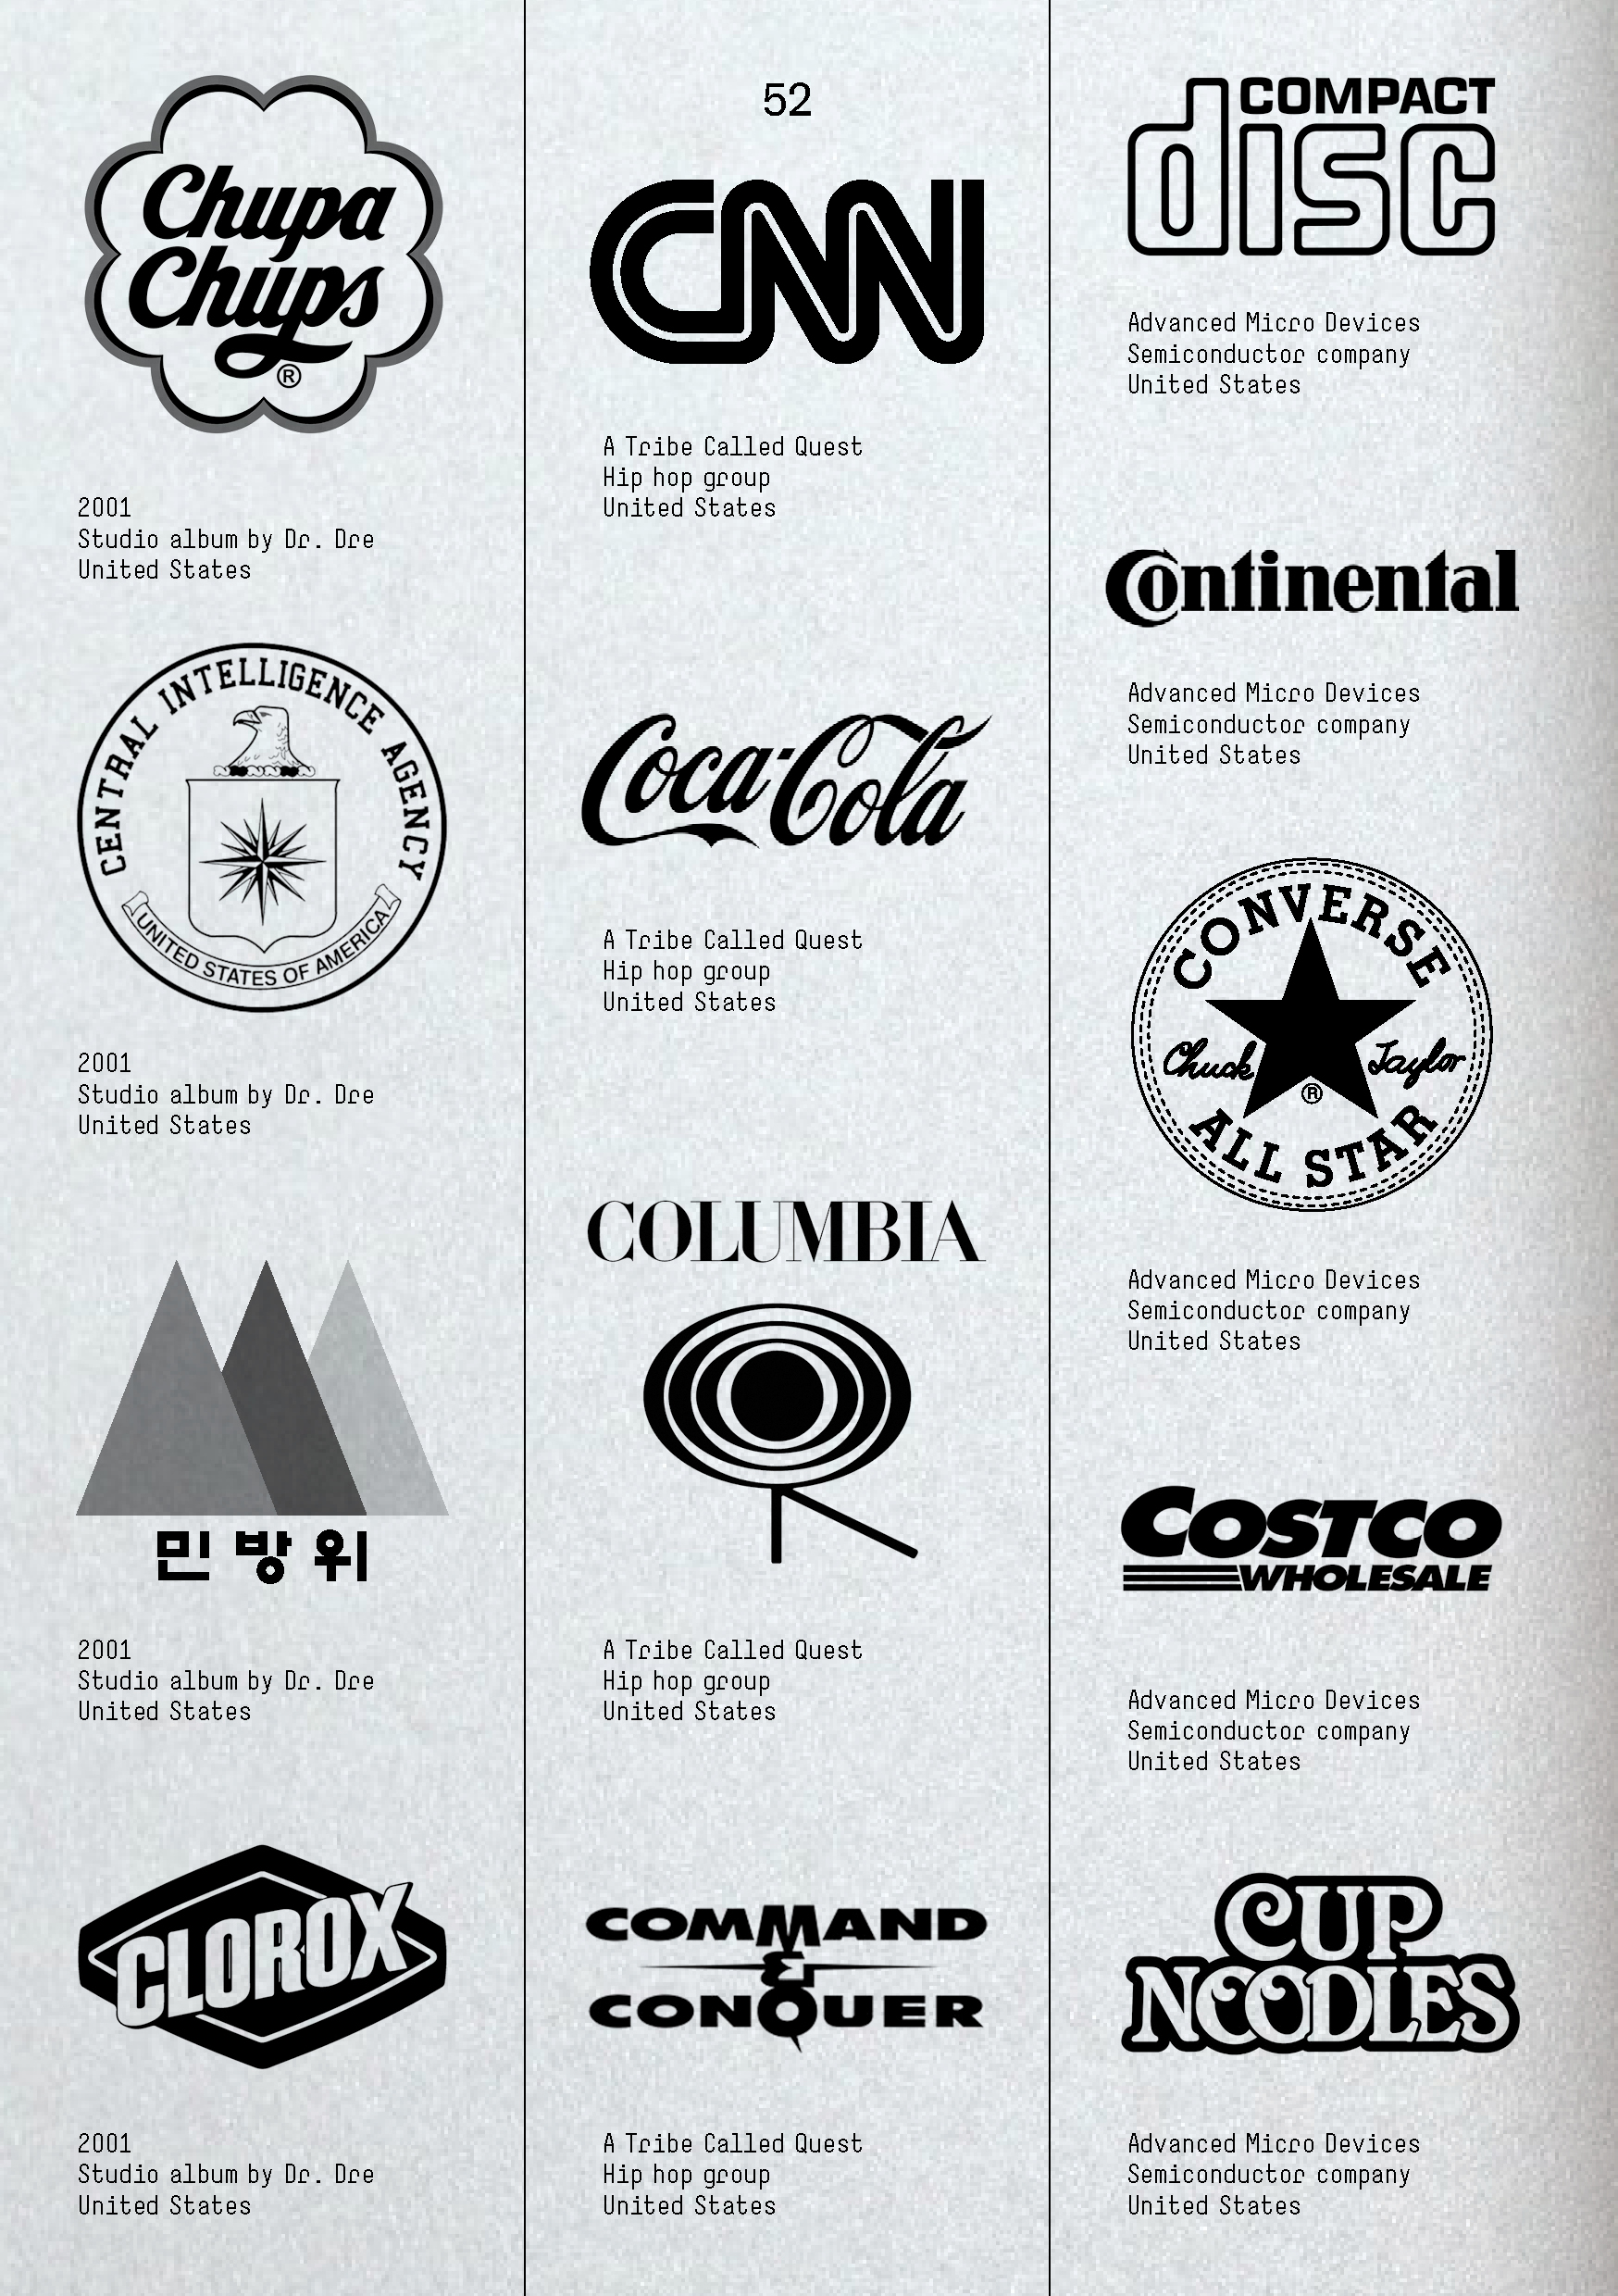 Chupa
Chups
®
2001
Studio album by Dr. Dre
United States
CENTRAL INTELLIGENCE AGENCY
UNITED STATES OF AMERICA
2001
Studio album by Dr. Dre
United States
민방위
2001
Studio album by Dr. Dre
United States
CLOROX
2001
Studio album by Dr. Dre
United States
52
CNN
A Tribe Called Quest
Hip hop group
United States
Coca-Cola
A Tribe Called Quest
Hip hop group
United States
COLUMBIA
A Tribe Called Quest
Hip hop group
United States
COMMAND
&
CONQUER
A Tribe Called Quest
Hip hop group
United States
COMPACT
disc
Advanced Micro Devices
Semiconductor company
United States
Continental
Advanced Micro Devices
Semiconductor company
United States
CONVERSE
Chuck Taylor
®
ALL STAR
Advanced Micro Devices
Semiconductor company
United States
COSTCO
WHOLESALE
Advanced Micro Devices
Semiconductor company
United States
CUP
NOODLES
Advanced Micro Devices
Semiconductor company
United States